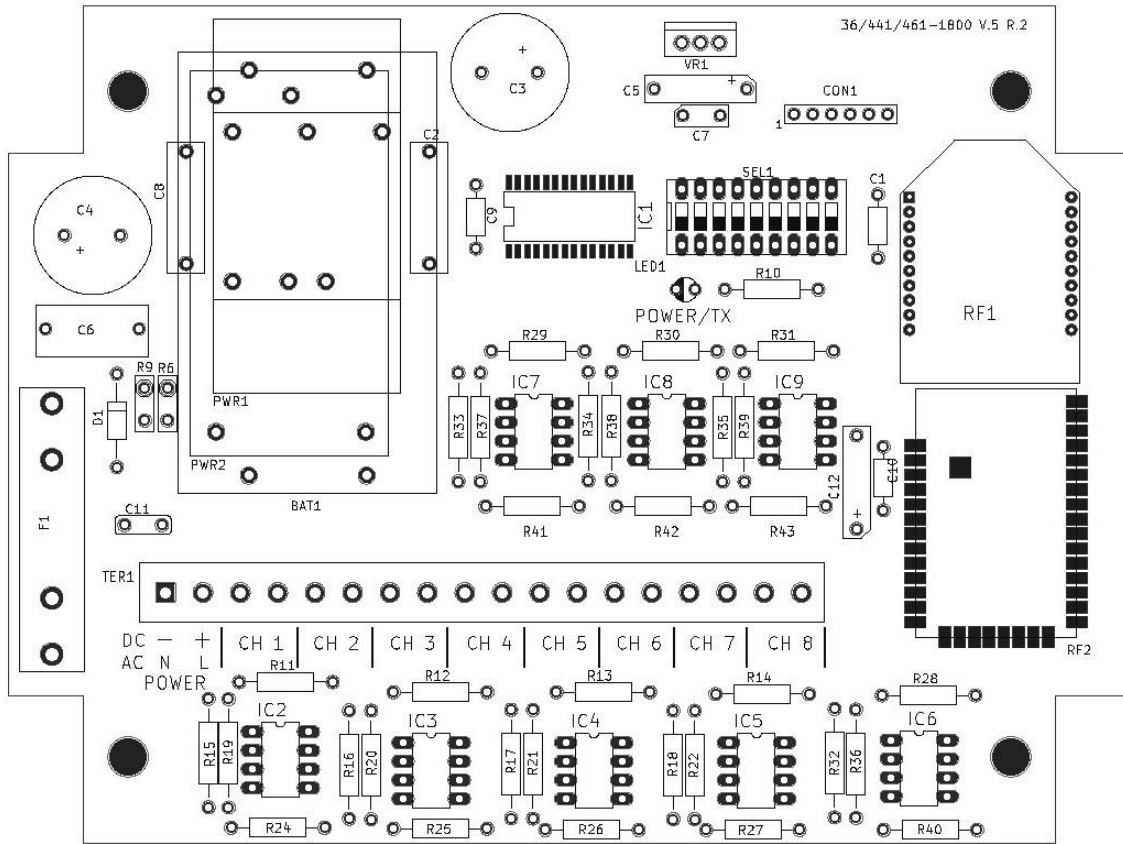 36/441/461-1800 V.5 R.2
VR1
C3
C5
+
CON1
1
C7
C2
C8
SEL1
C1
C4
+
C9
IC1
LED1
R10
POWER/TX
RF1
C6
R29
R30
R31
R9
R6
IC7
IC8
IC9
PWR1
D1
R33
R37
R34
R38
R35
R39
PWR2
C12
+
C10
BAT1
F1
C11
R41
R42
R43
TER1
DC − + CH 1 CH 2 CH 3 CH 4 CH 5 CH 6 CH 7 CH 8
AC N L
POWER
RF2
R11
R12
R13
R14
R28
IC2
IC3
IC4
IC5
IC6
R15
R19
R16
R20
R17
R21
R18
R22
R32
R36
R24
R25
R26
R27
R40